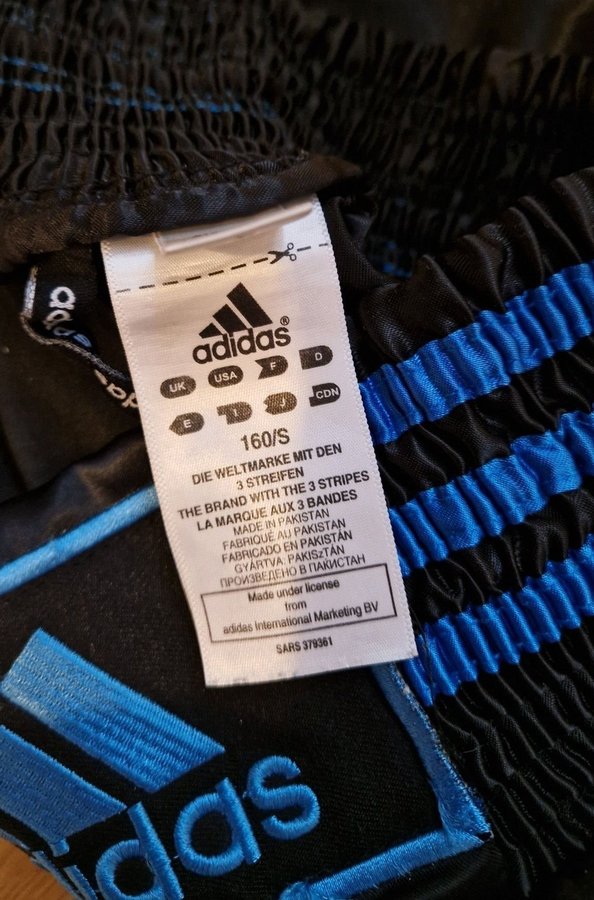 adidas®
UK USA F D
E I J CDN
160/S
DIE WELTMARKE MIT DEN
3 STREIFEN
THE BRAND WITH THE 3 STRIPES
LA MARQUE AUX 3 BANDES
MADE IN PAKISTAN
FABRIQUÉ AU PAKISTAN
FABRICADO EN PAKISTÁN
GYÁRTVA: PAKISZTÁN
ПРОИЗВЕДЕНО В ПАКИСТАН
Made under license
from
adidas International Marketing BV
SARS 379361
adidas